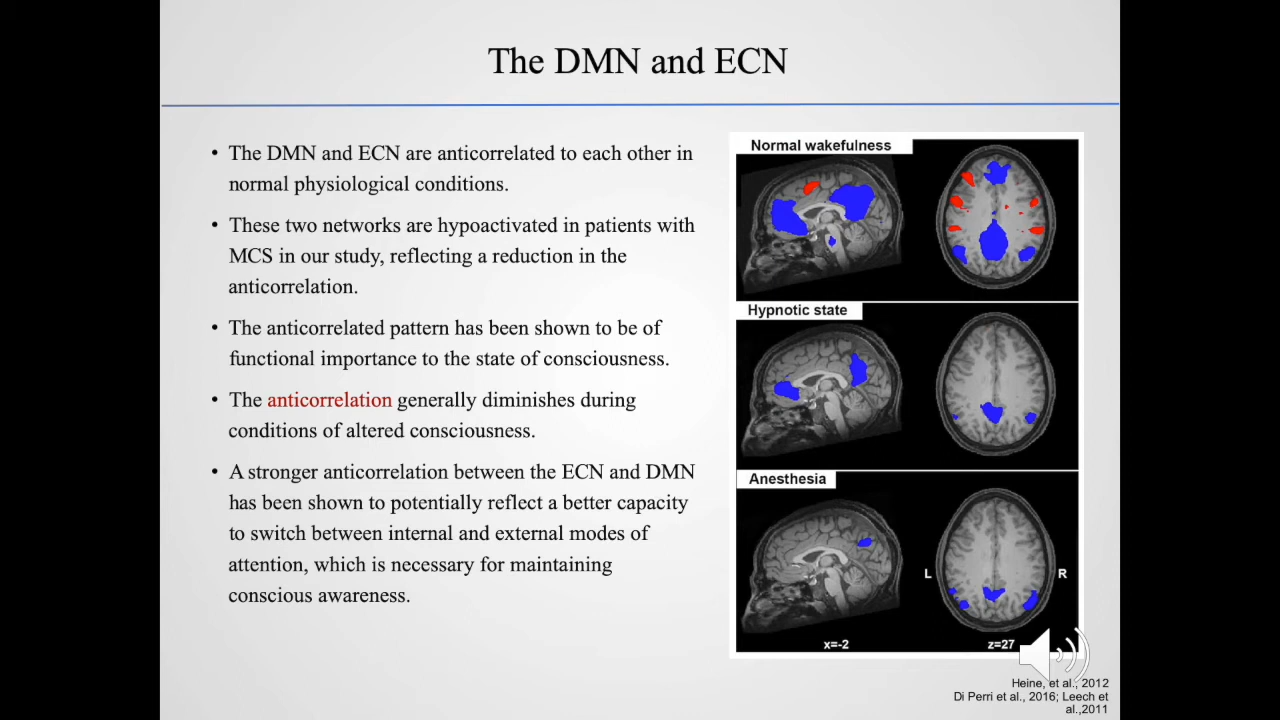 The DMN and ECN
• The DMN and ECN are anticorrelated to each other in
normal physiological conditions.
• These two networks are hypoactivated in patients with
MCS in our study, reflecting a reduction in the
anticorrelation.
• The anticorrelated pattern has been shown to be of
functional importance to the state of consciousness.
• The anticorrelation generally diminishes during
conditions of altered consciousness.
• A stronger anticorrelation between the ECN and DMN
has been shown to potentially reflect a better capacity
to switch between internal and external modes of
attention, which is necessary for maintaining
conscious awareness.
Normal wakefulness
Hypnotic state
Anesthesia
L R
x=-2 z=27
Heine, et al., 2012
Di Perri et al., 2016; Leech et
al.,2011